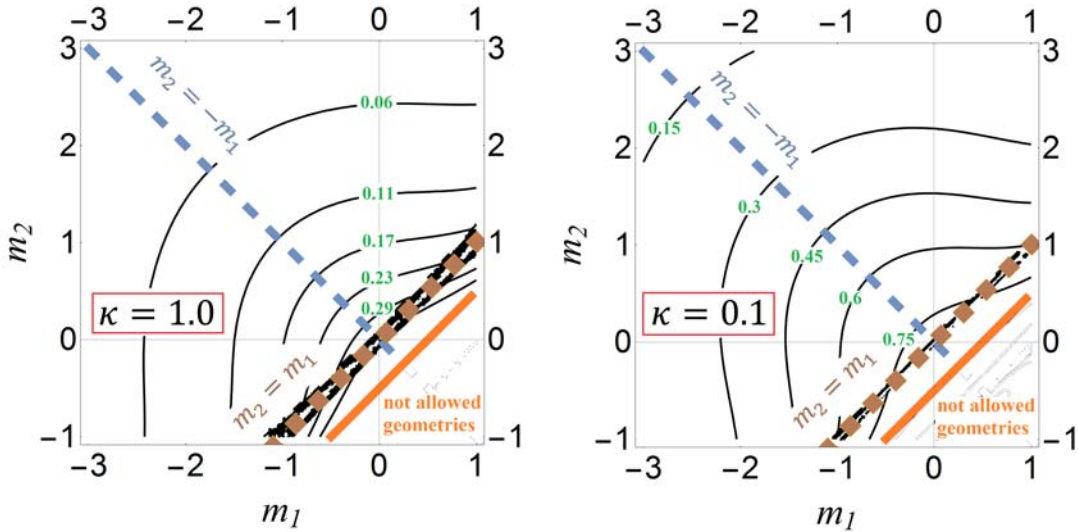 −3 −2 −1 0 1
3 3
m₂ = −m₁
0.06
2 2
0.11
m₂
1 1
0.17
0.23
0.29
κ = 1.0
0 0
m₂ = m₁
not allowed
geometries
−1 −1
−3 −2 −1 0 1
m₁
−3 −2 −1 0 1
3 3
m₂ = −m₁
0.15
2 2
0.3
m₂
1 1
0.45
0.6
κ = 0.1
0.75
0 0
m₂ = m₁
not allowed
geometries
−1 −1
−3 −2 −1 0 1
m₁